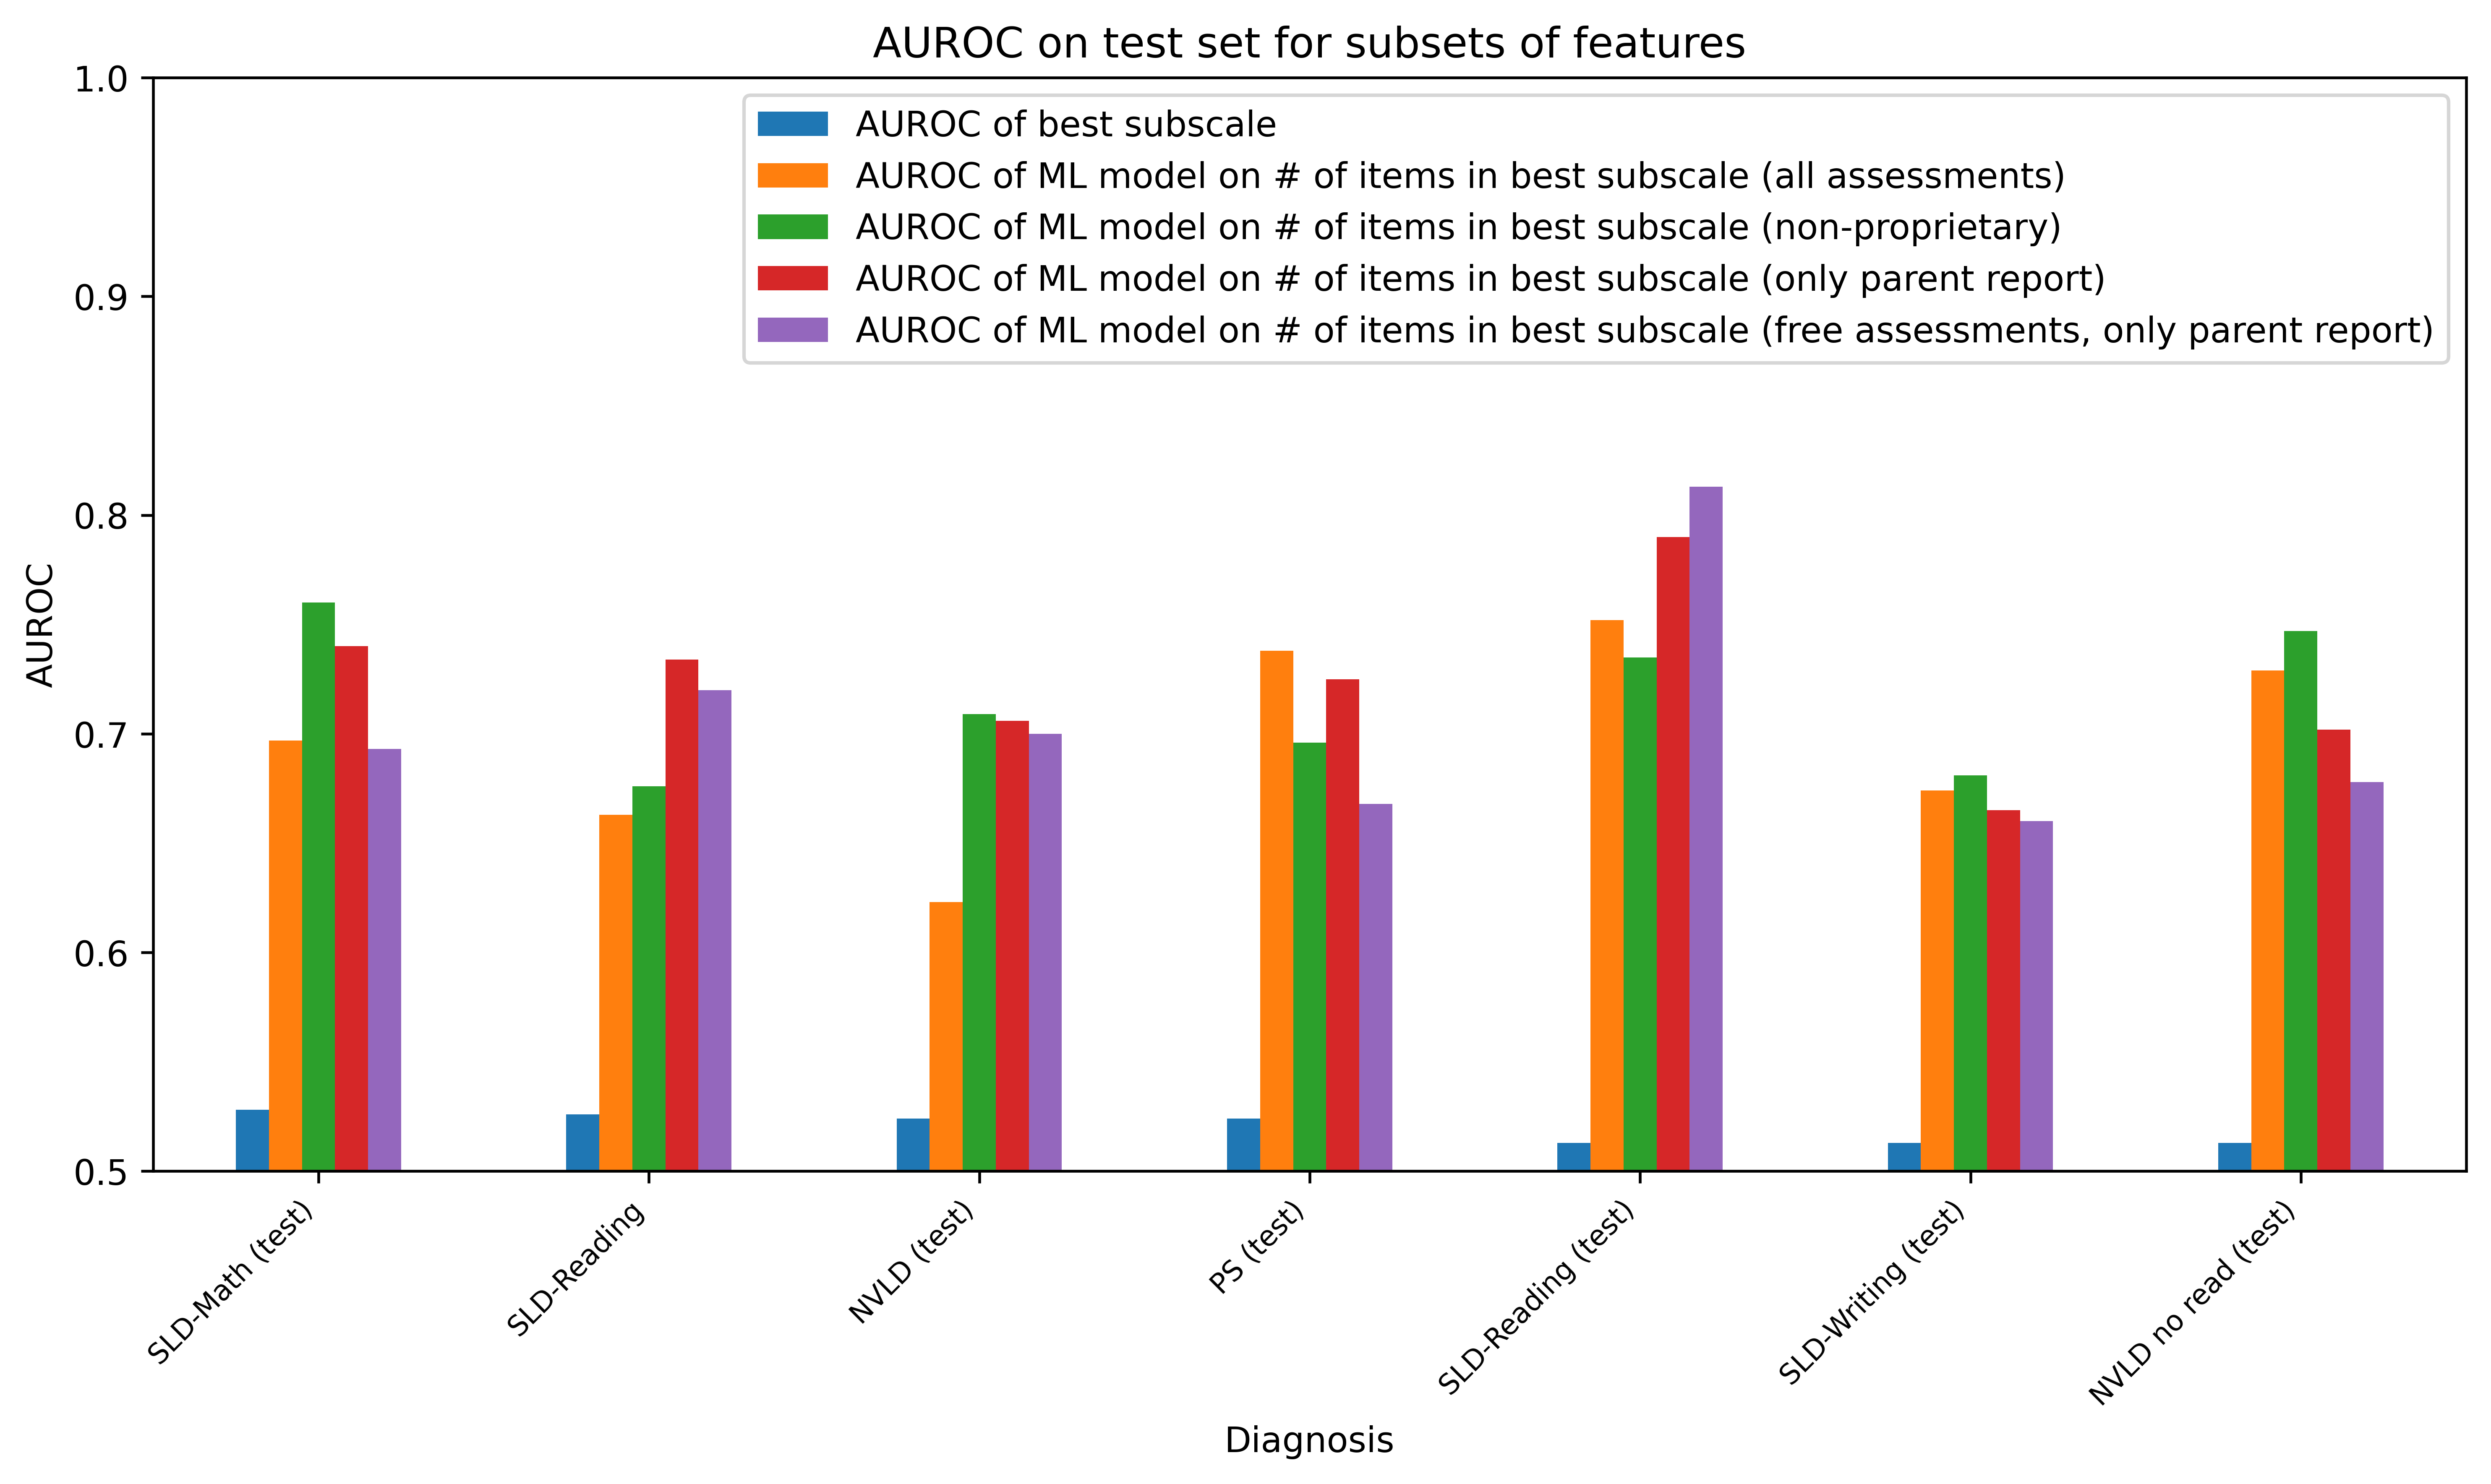 AUROC on test set for subsets of features
1.0
0.9
0.8
0.7
0.6
0.5
AUROC
AUROC of best subscale
AUROC of ML model on # of items in best subscale (all assessments)
AUROC of ML model on # of items in best subscale (non-proprietary)
AUROC of ML model on # of items in best subscale (only parent report)
AUROC of ML model on # of items in best subscale (free assessments, only parent report)
SLD-Math (test)
SLD-Reading
NVLD (test)
PS (test)
SLD-Reading (test)
SLD-Writing (test)
NVLD no read (test)
Diagnosis